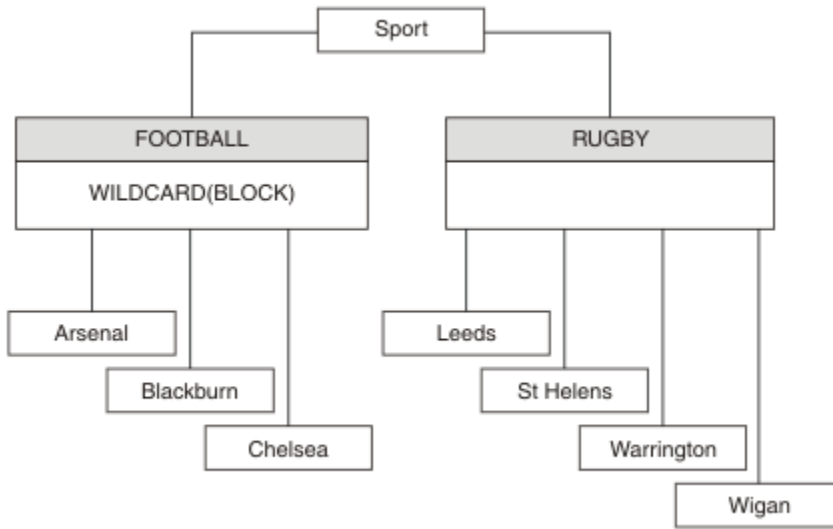 Sport
FOOTBALL
RUGBY
WILDCARD(BLOCK)
Arsenal
Leeds
Blackburn
St Helens
Chelsea
Warrington
Wigan